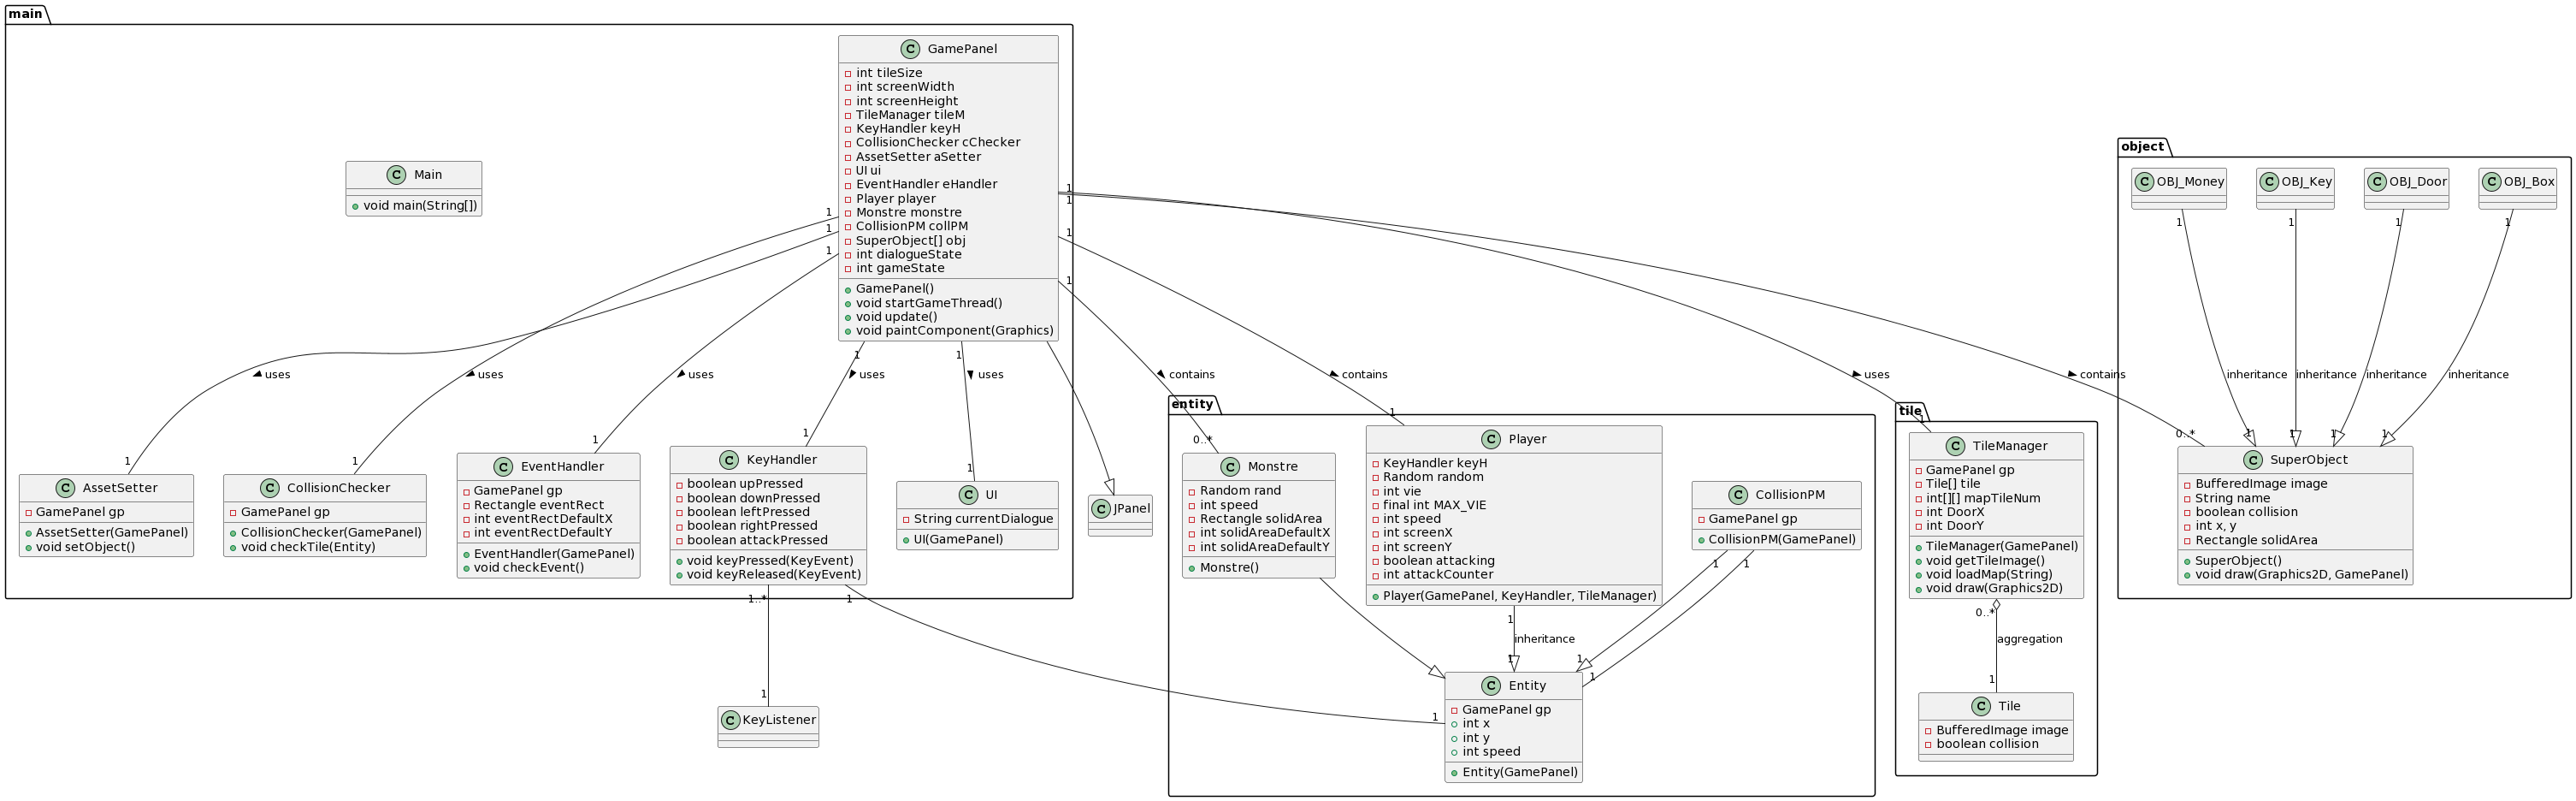 main
GamePanel
int tileSize
int screenWidth
int screenHeight
TileManager tileM
KeyHandler keyH
CollisionChecker cChecker
AssetSetter aSetter
UI ui
EventHandler eHandler
Player player
Monstre monstre
CollisionPM collPM
SuperObject[] obj
int dialogueState
int gameState
GamePanel()
void startGameThread()
void update()
void paintComponent(Graphics)
C Main
void main(String[])
object
C OBJ_Money
C OBJ_Key
C OBJ_Door
C OBJ_Box
1
1
1
1
1
1
1
1
1
1
1
1
1
1
uses
uses
uses
uses
uses
contains
contains
uses
contains
inheritance
inheritance
inheritance
inheritance
1
1
1
1
1
1
0..*
1
1
0..*
1
1
1
1
C AssetSetter
GamePanel gp
AssetSetter(GamePanel)
void setObject()
C CollisionChecker
GamePanel gp
CollisionChecker(GamePanel)
void checkTile(Entity)
C EventHandler
GamePanel gp
Rectangle eventRect
int eventRectDefaultX
int eventRectDefaultY
EventHandler(GamePanel)
void checkEvent()
C KeyHandler
boolean upPressed
boolean downPressed
boolean leftPressed
boolean rightPressed
boolean attackPressed
void keyPressed(KeyEvent)
void keyReleased(KeyEvent)
C UI
String currentDialogue
UI(GamePanel)
C JPanel
entity
C Monstre
Random rand
int speed
Rectangle solidArea
int solidAreaDefaultX
int solidAreaDefaultY
Monstre()
C Player
KeyHandler keyH
Random random
int vie
final int MAX_VIE
int speed
int screenX
int screenY
boolean attacking
int attackCounter
Player(GamePanel, KeyHandler, TileManager)
C CollisionPM
GamePanel gp
CollisionPM(GamePanel)
tile
C TileManager
GamePanel gp
Tile[] tile
int[][] mapTileNum
int DoorX
int DoorY
TileManager(GamePanel)
void getTileImage()
void loadMap(String)
void draw(Graphics2D)
C SuperObject
BufferedImage image
String name
boolean collision
int x, y
Rectangle solidArea
SuperObject()
void draw(Graphics2D, GamePanel)
1..*
1
1
1
1
0..*
inheritance
aggregation
1
1
1
1
1
1
C KeyListener
C Entity
GamePanel gp
int x
int y
int speed
Entity(GamePanel)
C Tile
BufferedImage image
boolean collision